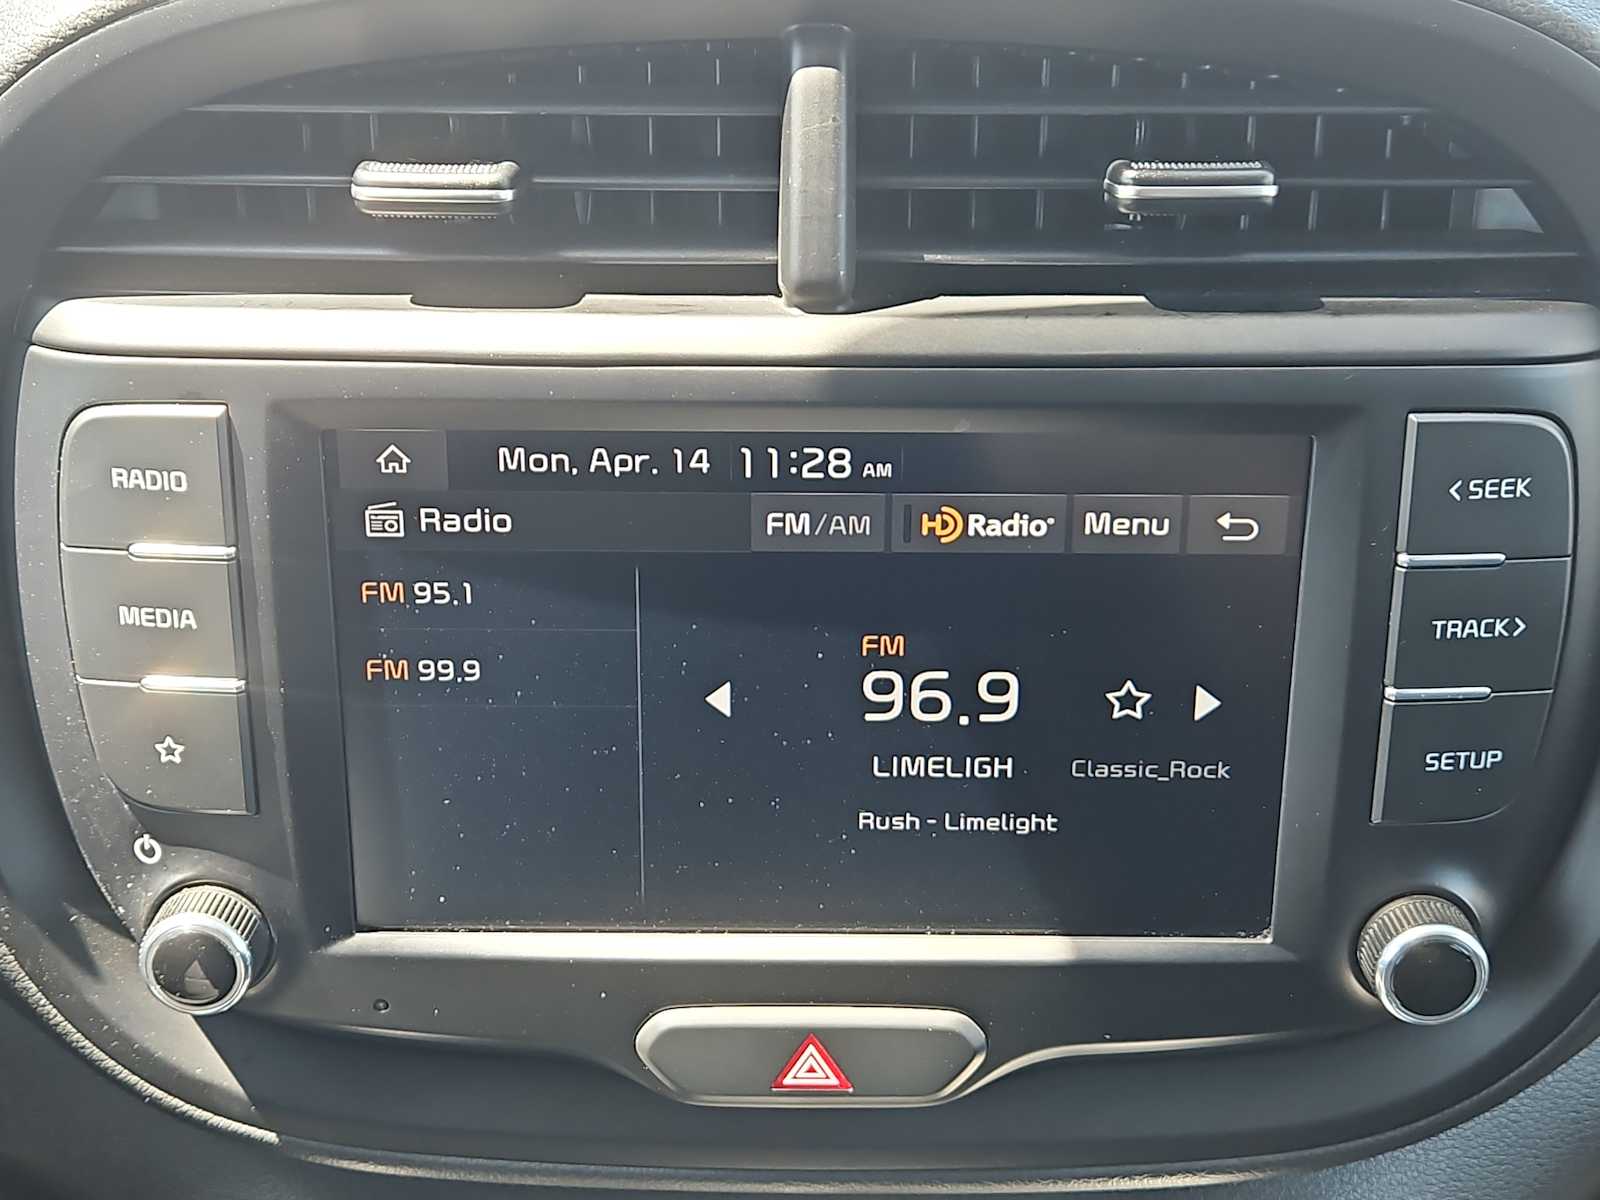 Mon, Apr. 14 11:28 AM
Radio FM/AM HD Radio Menu
RADIO
MEDIA
FM 95.1
FM 99.9
FM
96.9
LIMELIGH Classic_Rock
Rush - Limelight
< SEEK
TRACK >
SETUP